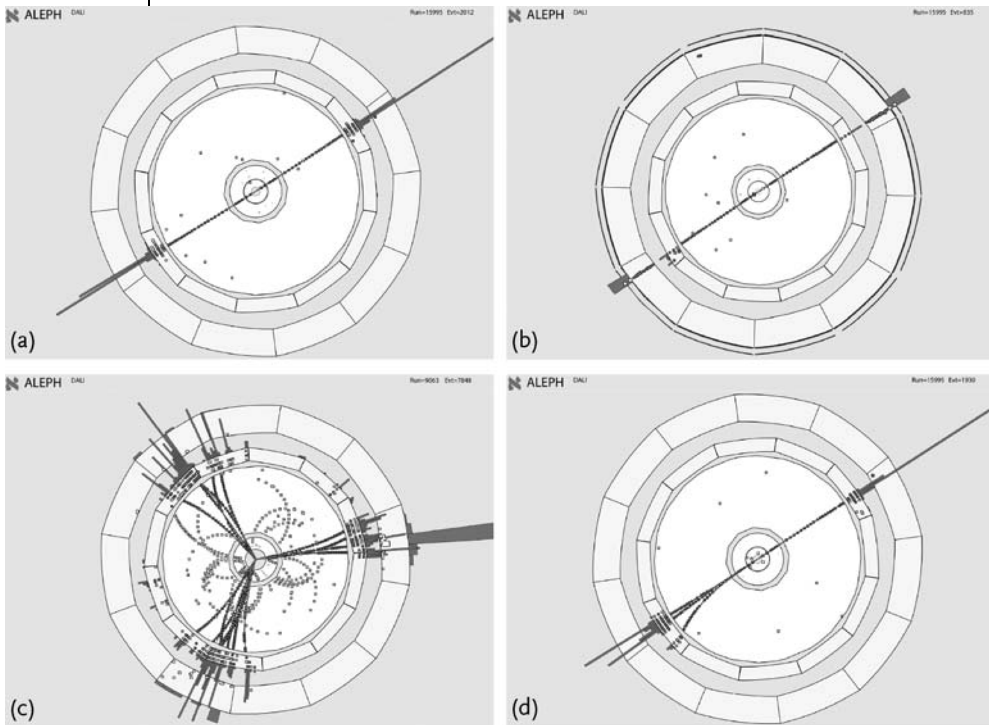 ALEPH DALI Run=15995 Evt=2012
(a)
ALEPH DALI Run=15995 Evt=835
(b)
ALEPH DALI Run=9063 Evt=7848
(c)
ALEPH DALI Run=15995 Evt=1930
(d)